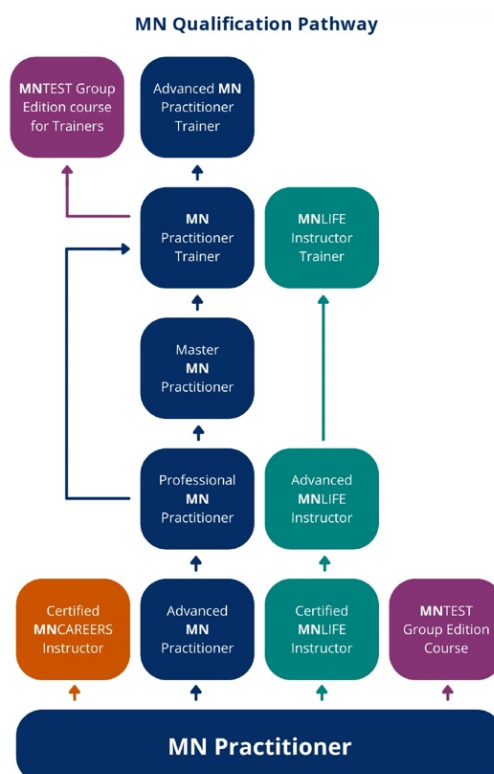 MN Qualification Pathway
MNTEST Group
Edition course
for Trainers
Advanced MN
Practitioner
Trainer
MN
Practitioner
Trainer
MNLIFE
Instructor
Trainer
Master
MN
Practitioner
Professional
MN
Practitioner
Advanced
MNLIFE
Instructor
Certified
MNCAREERS
Instructor
Advanced
MN
Practitioner
Certified
MNLIFE
Instructor
MNTEST
Group Edition
Course
MN Practitioner